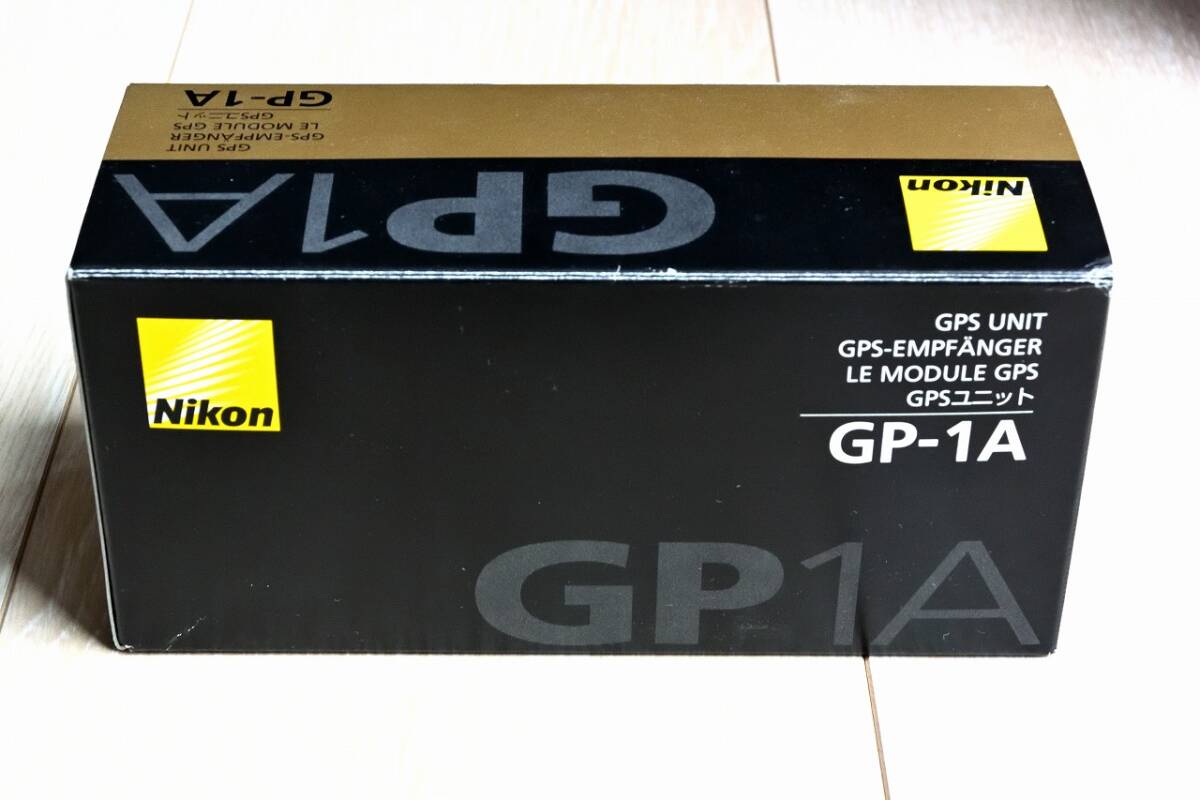 GPS UNIT
GPS-EMPFÄNGER
LE MODULE GPS
GPSユニット
GP-1A
GP1A
Nikon
Nikon
GPS UNIT
GPS-EMPFÄNGER
LE MODULE GPS
GPSユニット
GP-1A
GP1A